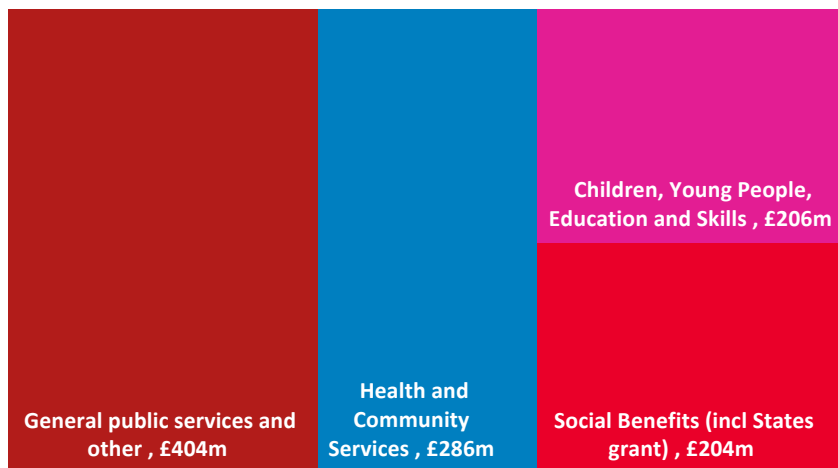 General public services and
other , £404m
Health and
Community
Services , £286m
Children, Young People,
Education and Skills , £206m
Social Benefits (incl States
grant) , £204m